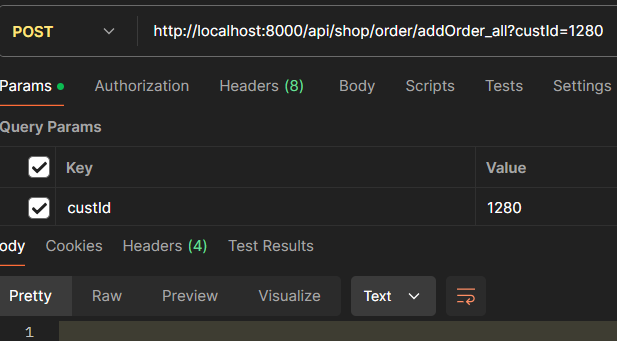 POST http://localhost:8000/api/shop/order/addOrder_all?custId=1280
Params Authorization Headers (8) Body Scripts Tests Settings
Query Params
Key Value
custId 1280
ody Cookies Headers (4) Test Results
Pretty Raw Preview Visualize Text
1